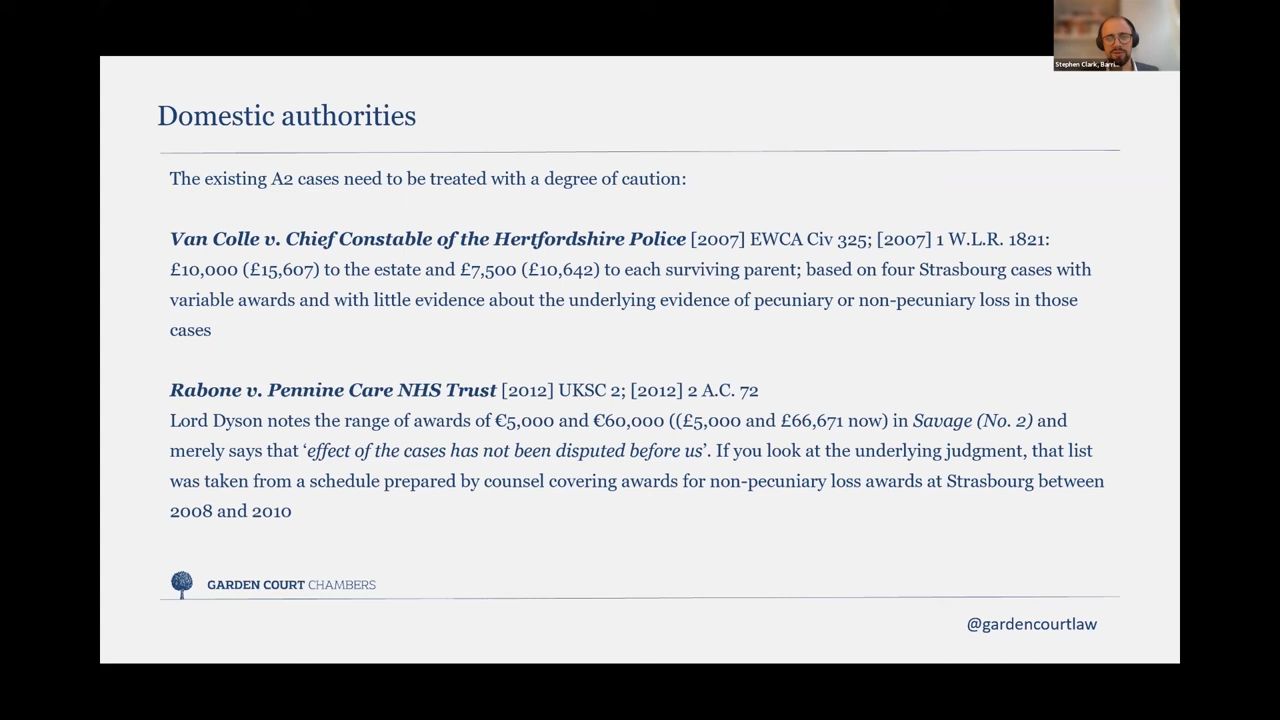 Stephen Clark, Barri...
Domestic authorities
The existing A2 cases need to be treated with a degree of caution:
Van Colle v. Chief Constable of the Hertfordshire Police [2007] EWCA Civ 325; [2007] 1 W.L.R. 1821:
£10,000 (£15,607) to the estate and £7,500 (£10,642) to each surviving parent; based on four Strasbourg cases with
variable awards and with little evidence about the underlying evidence of pecuniary or non-pecuniary loss in those
cases
Rabone v. Pennine Care NHS Trust [2012] UKSC 2; [2012] 2 A.C. 72
Lord Dyson notes the range of awards of €5,000 and €60,000 ((£5,000 and £66,671 now) in Savage (No. 2) and
merely says that ‘effect of the cases has not been disputed before us’. If you look at the underlying judgment, that list
was taken from a schedule prepared by counsel covering awards for non-pecuniary loss awards at Strasbourg between
2008 and 2010
GARDEN COURT CHAMBERS
@gardencourtlaw